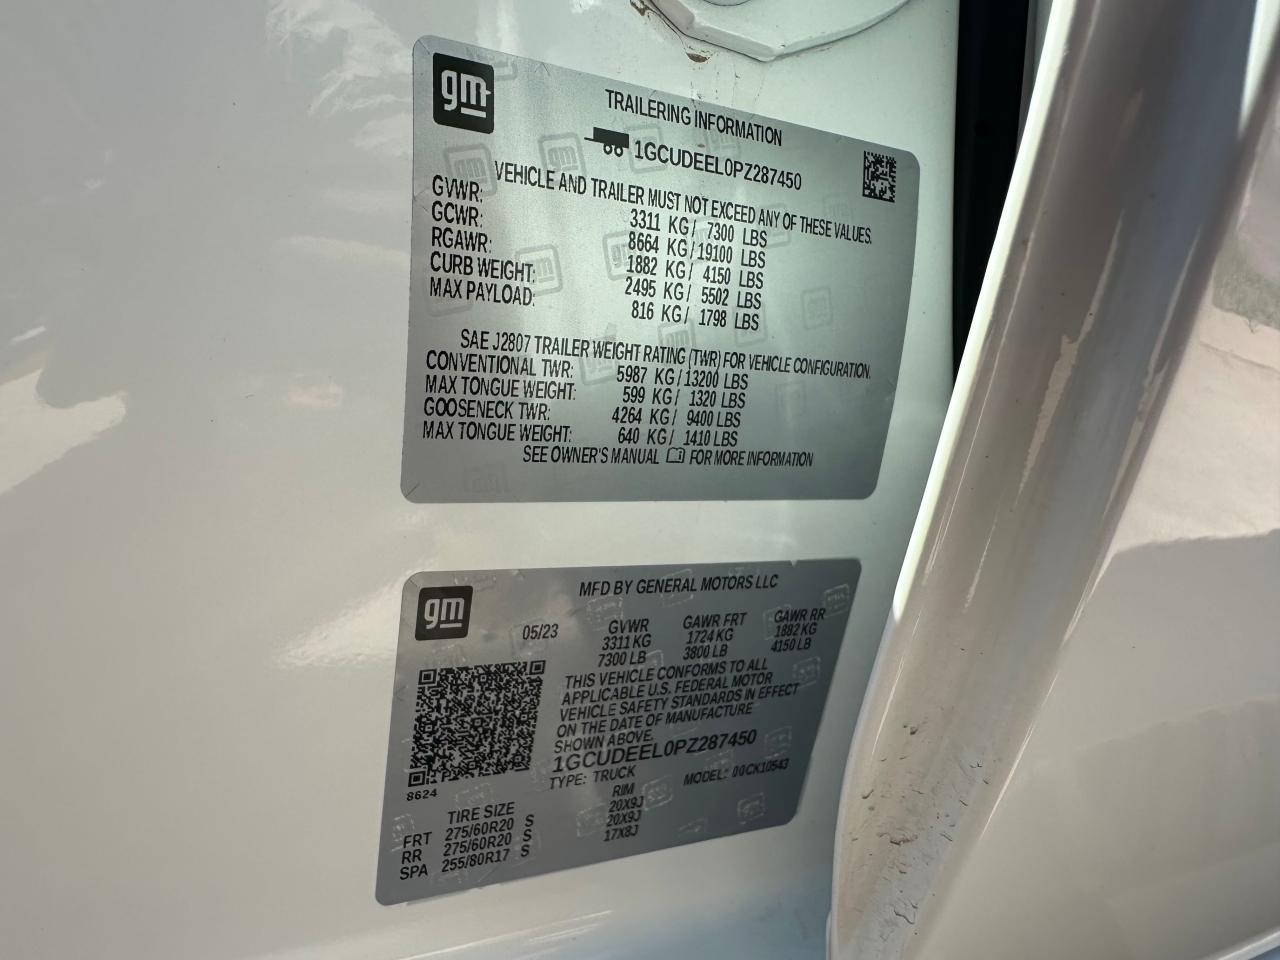 gm
TRAILERING INFORMATION
1GCUDEEL0PZ287450
VEHICLE AND TRAILER MUST NOT EXCEED ANY OF THESE VALUES.
GVWR: 3311 KG / 7300 LBS
GCWR: 8664 KG / 19100 LBS
RGAWR: 1882 KG / 4150 LBS
CURB WEIGHT: 2495 KG / 5502 LBS
MAX PAYLOAD: 816 KG / 1798 LBS
SAE J2807 TRAILER WEIGHT RATING (TWR) FOR VEHICLE CONFIGURATION.
CONVENTIONAL TWR: 5987 KG / 13200 LBS
MAX TONGUE WEIGHT: 599 KG / 1320 LBS
GOOSENECK TWR: 4264 KG / 9400 LBS
MAX TONGUE WEIGHT: 640 KG / 1410 LBS
SEE OWNER'S MANUAL FOR MORE INFORMATION
gm
MFD BY GENERAL MOTORS LLC
05/23 GVWR GAWR FRT GAWR RR
3311 KG 1724 KG 1882 KG
7300 LB 3800 LB 4150 LB
THIS VEHICLE CONFORMS TO ALL
APPLICABLE U.S. FEDERAL MOTOR
VEHICLE SAFETY STANDARDS IN EFFECT
ON THE DATE OF MANUFACTURE
SHOWN ABOVE.
1GCUDEEL0PZ287450
TYPE: TRUCK MODEL: 00CK10543
8624
TIRE SIZE RIM
FRT 275/60R20 S 20X9J
RR 275/60R20 S 20X9J
SPA 255/80R17 S 17X8J